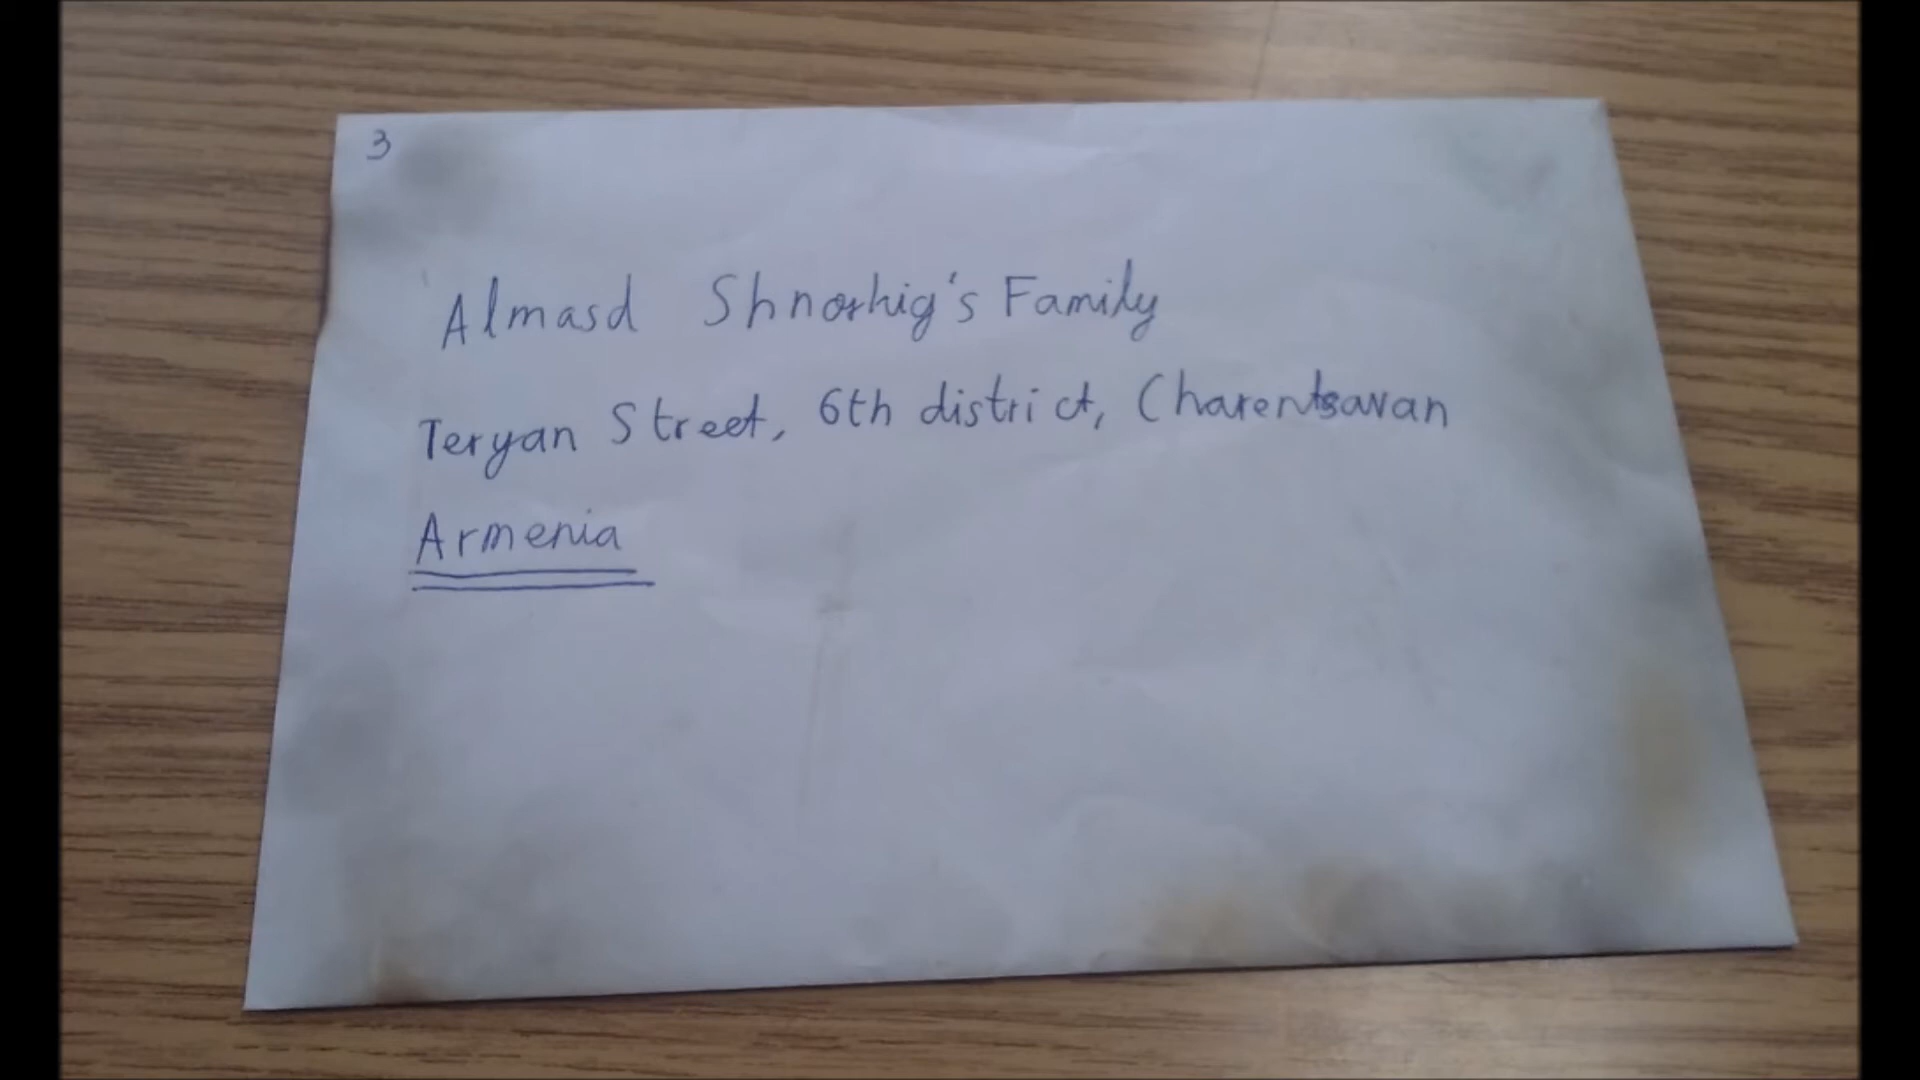 3
Almasd Shnorhig's Family
Teryan Street, 6th district, Charentsavan
Armenia